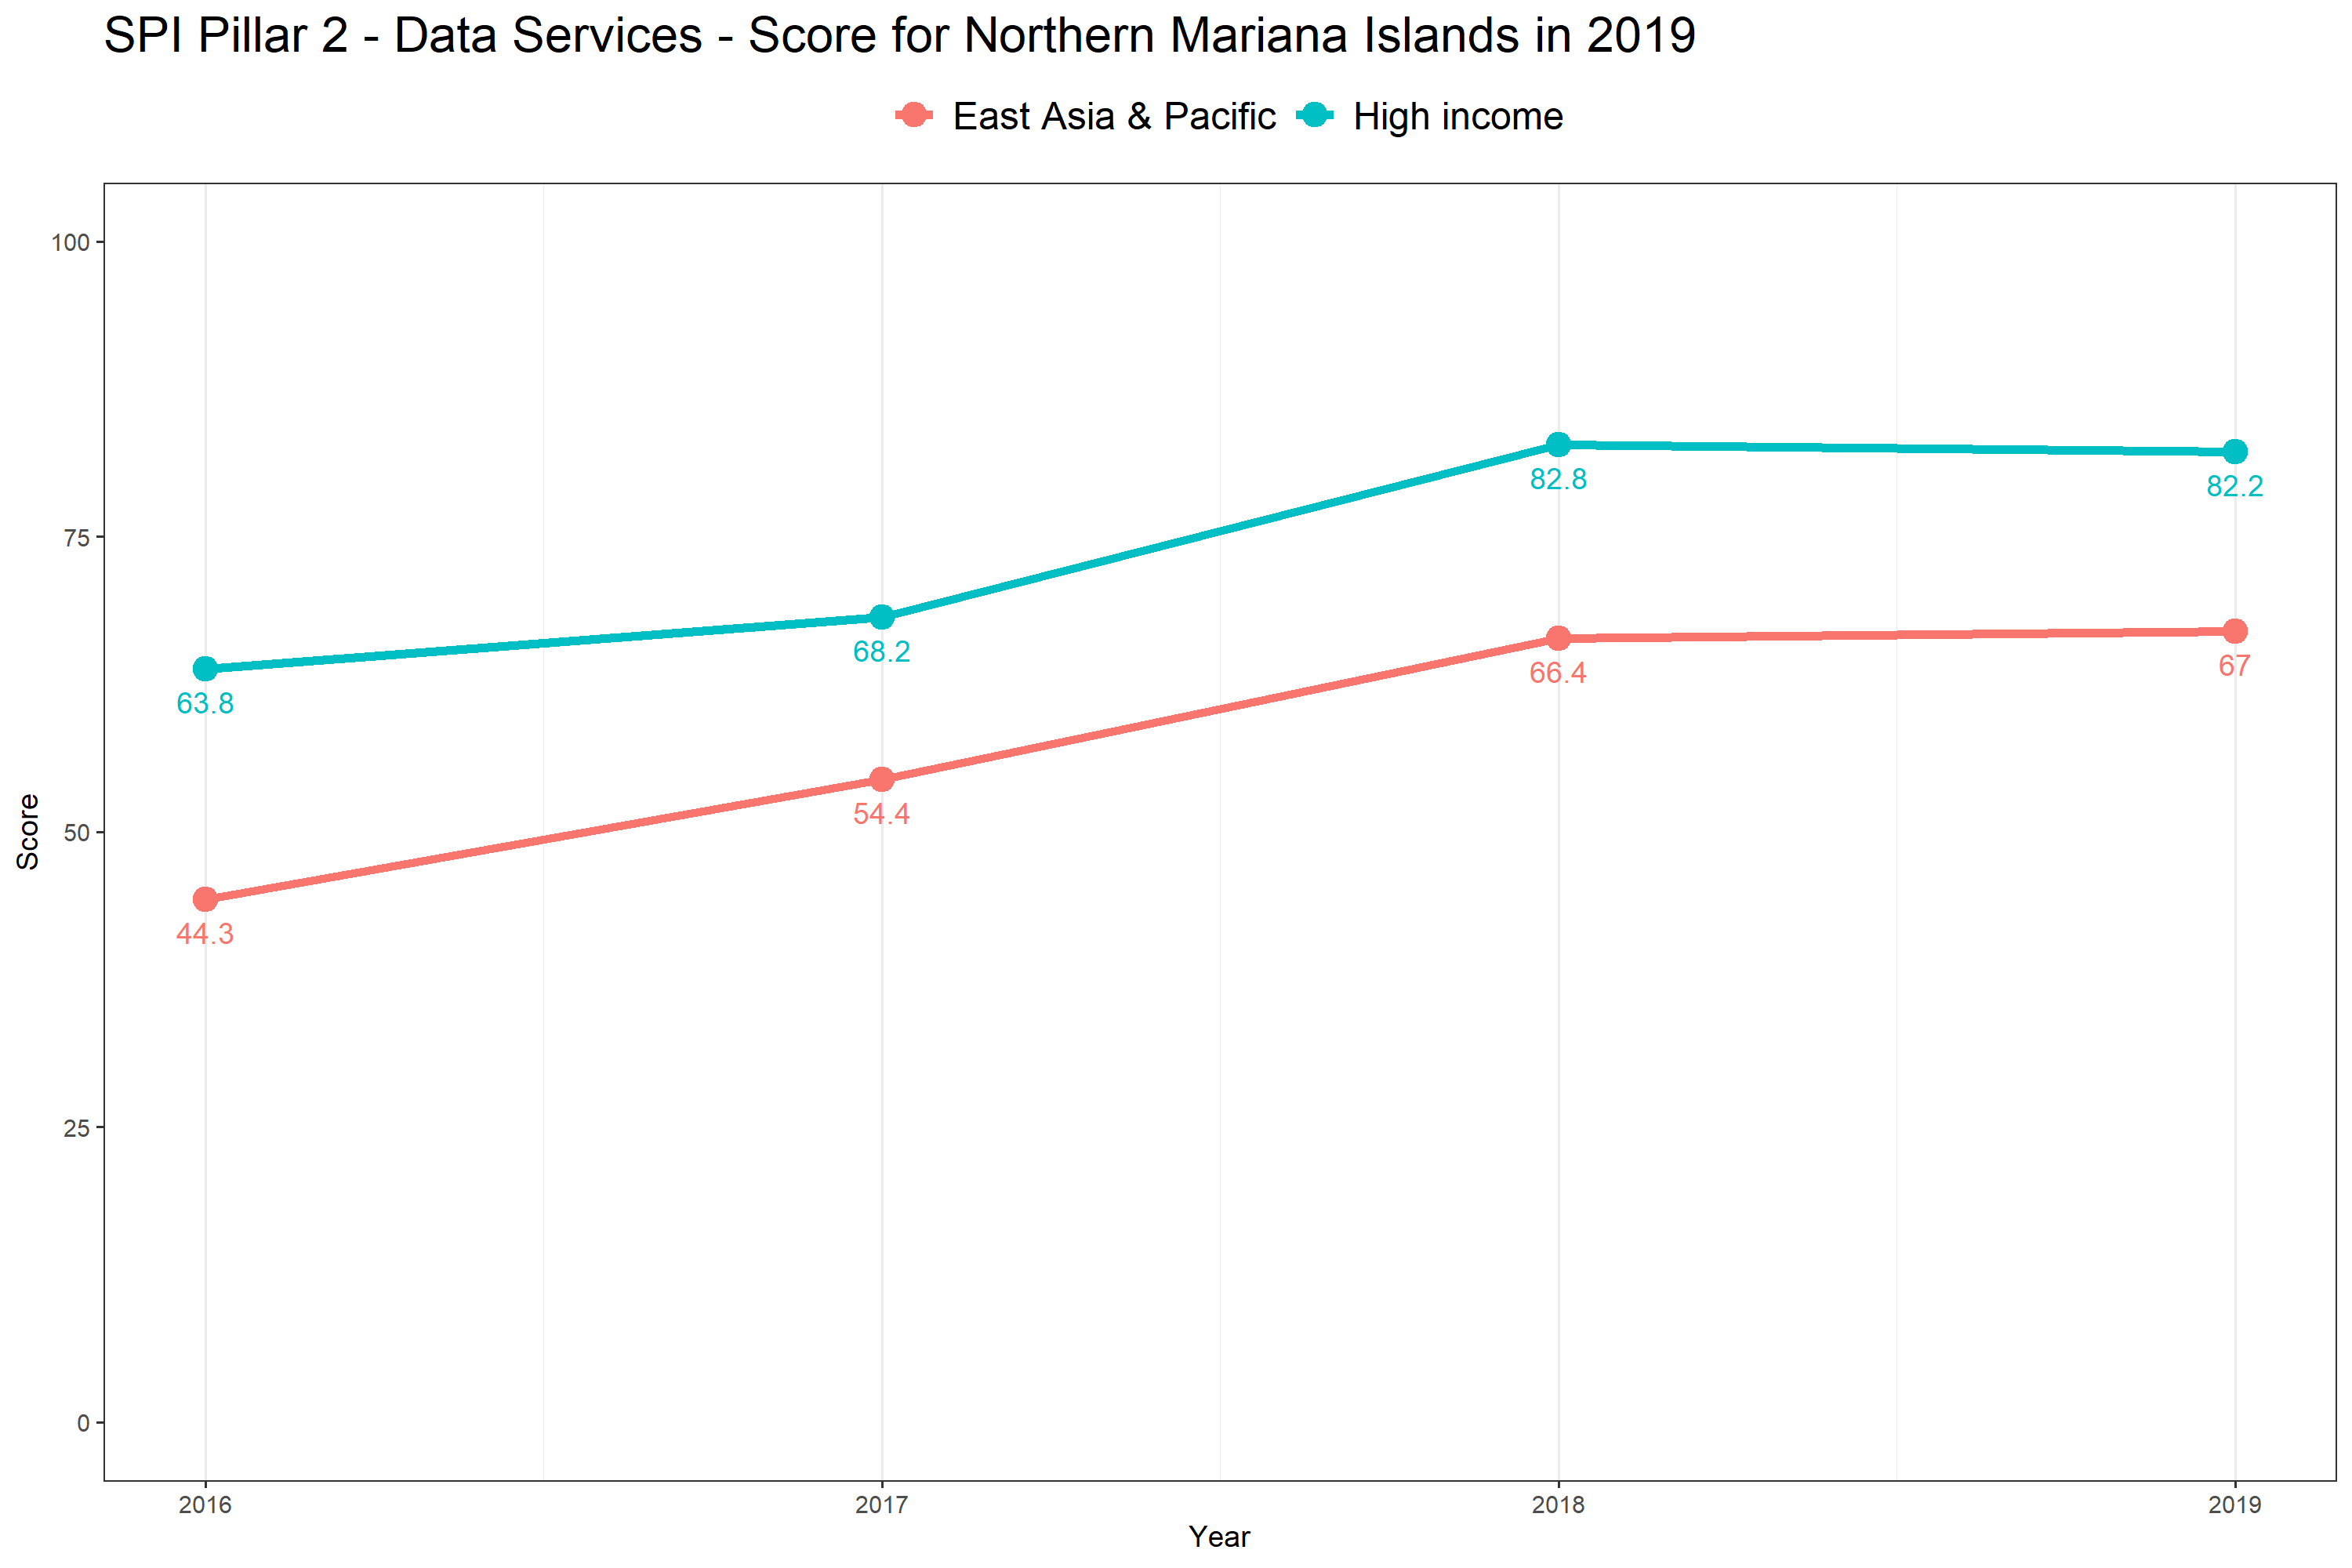 SPI Pillar 2 - Data Services - Score for Northern Mariana Islands in 2019
East Asia & Pacific High income
100
75
50
25
0
Score
63.8
68.2
82.8
82.2
44.3
54.4
66.4
67
2016 2017 2018 2019
Year